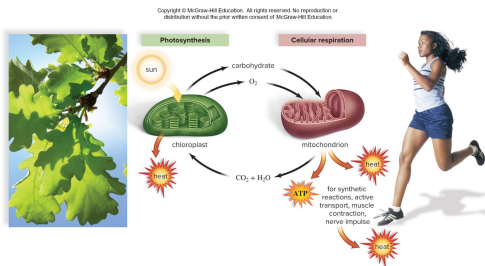 Copyright © McGraw-Hill Education. All rights reserved. No reproduction or
distribution without the prior written consent of McGraw-Hill Education.
Photosynthesis
Cellular respiration
sun
carbohydrate
O₂
chloroplast
mitochondrion
heat
heat
CO₂ + H₂O
ATP
for synthetic
reactions, active
transport, muscle
contraction,
nerve impulse
heat